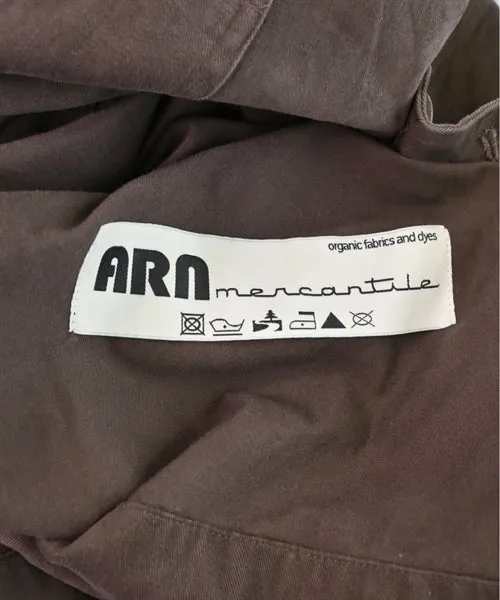 organic fabrics and dyes
ARN mercantile